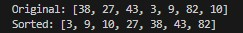 Original: [38, 27, 43, 3, 9, 82, 10]
Sorted: [3, 9, 10, 27, 38, 43, 82]